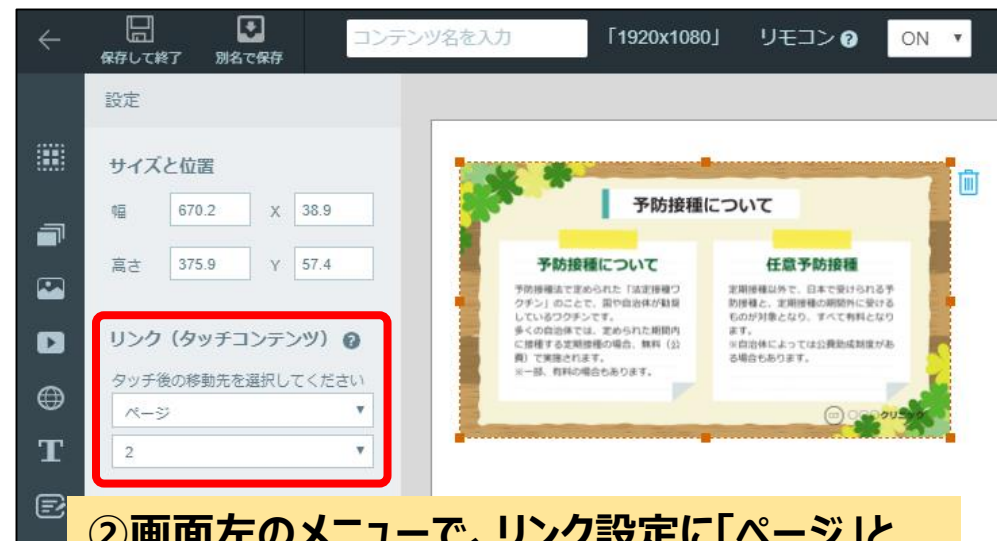 保存して終了
別名で保存
コンテンツ名を入力
「1920x1080」
リモコン ?
ON
設定
サイズと位置
幅 670.2 X 38.9
高さ 375.9 Y 57.4
リンク（タッチコンテンツ） ?
タッチ後の移動先を選択してください
ページ
2
T
予防接種について
予防接種について
予防接種法で定められた「法定接種ワ
クチン」のことで、国や自治体が勧奨
しているワクチンです。
多くの自治体では、定められた期間内
に接種する定期接種の場合、無料（公
費）で実施されます。
※一部、有料の場合もあります。
任意予防接種
定期接種以外で、日本で受けられる予
防接種と、定期接種の期間外に受ける
ものが対象となり、すべて有料となり
ます。
※自治体によっては公費助成制度があ
る場合もあります。
〇〇〇クリニック
②画面左のメニューで、リンク設定に「ページ」と